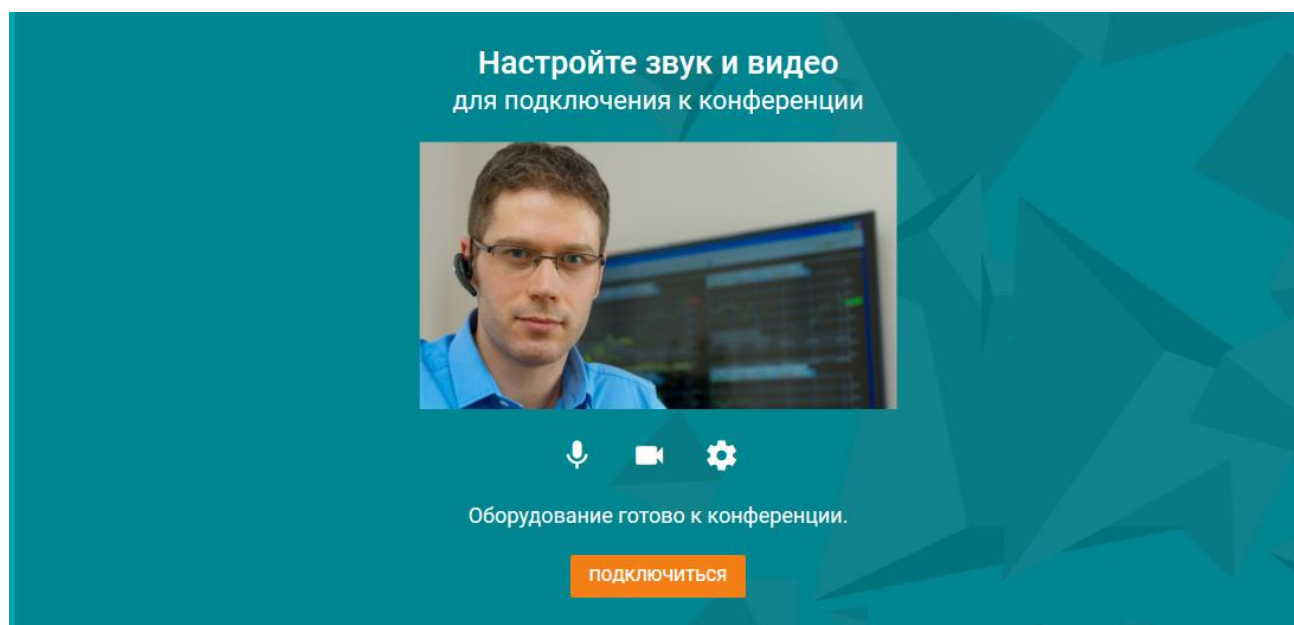 Настройте звук и видео
для подключения к конференции
Оборудование готово к конференции.
ПОДКЛЮЧИТЬСЯ